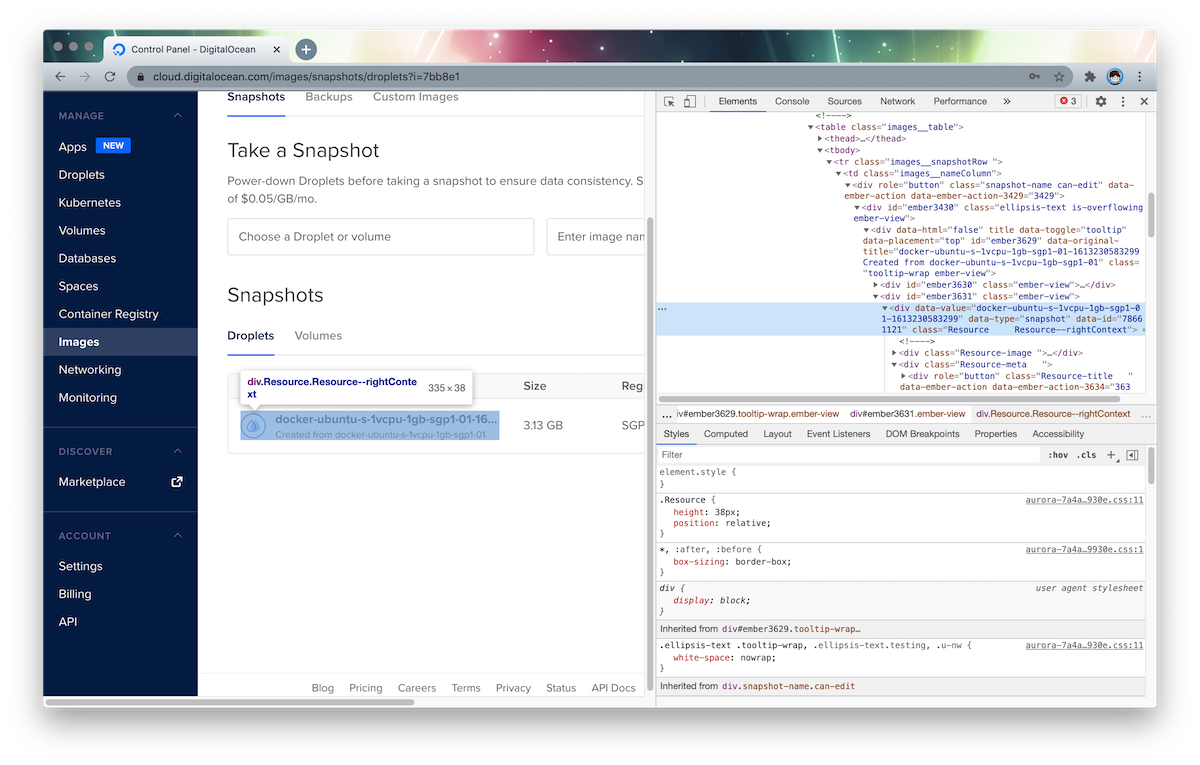 Control Panel - DigitalOcean
cloud.digitalocean.com/images/snapshots/droplets?i=7bb8e1
MANAGE
Apps NEW
Droplets
Kubernetes
Volumes
Databases
Spaces
Container Registry
Images
Networking
Monitoring
DISCOVER
Marketplace
ACCOUNT
Settings
Billing
API
Snapshots Backups Custom Images
Take a Snapshot
Power-down Droplets before taking a snapshot to ensure data consistency. S
of $0.05/GB/mo.
Choose a Droplet or volume Enter image nan
Snapshots
Droplets Volumes
Size Reg
div.Resource.Resource--rightConte
xt 335 × 38
docker-ubuntu-s-1vcpu-1gb-sgp1-01-16... 3.13 GB SGP
Created from docker-ubuntu-s-1vcpu-1gb-sgp1-01
Blog Pricing Careers Terms Privacy Status API Docs
Elements Console Sources Network Performance » 3
<!---->
▼<table class="images__table">
▶<thead>…</thead>
▼<tbody>
▼<tr class="images__snapshotRow ">
▼<td class="images__nameColumn">
▼<div role="button" class="snapshot-name can-edit" data-
ember-action data-ember-action-3429="3429">
▼<div id="ember3430" class="ellipsis-text is-overflowing
ember-view">
▼<div data-html="false" title data-toggle="tooltip"
data-placement="top" id="ember3629" data-original-
title="docker-ubuntu-s-1vcpu-1gb-sgp1-01-1613230583299
Created from docker-ubuntu-s-1vcpu-1gb-sgp1-01" class=
"tooltip-wrap ember-view">
▶<div id="ember3630" class="ember-view">…</div>
▼<div id="ember3631" class="ember-view">
… ▼<div data-value="docker-ubuntu-s-1vcpu-1gb-sgp1-0
1-1613230583299" data-type="snapshot" data-id="7866
1121" class="Resource Resource--rightContext"> =
<!---->
▶<div class="Resource-image ">…</div>
▼<div class="Resource-meta ">
▶<div role="button" class="Resource-title "
data-ember-action data-ember-action-3634="363
… iv#ember3629.tooltip-wrap.ember-view div#ember3631.ember-view div.Resource.Resource--rightContext …
Styles Computed Layout Event Listeners DOM Breakpoints Properties Accessibility
Filter :hov .cls +
element.style {
}
.Resource { aurora-7a4a…930e.css:11
height: 38px;
position: relative;
}
*, :after, :before { aurora-7a4a…9930e.css:1
box-sizing: border-box;
}
div { user agent stylesheet
display: block;
}
Inherited from div#ember3629.tooltip-wrap…
.ellipsis-text .tooltip-wrap, .ellipsis-text.testing, .u-nw { aurora-7a4a…930e.css:11
white-space: nowrap;
}
Inherited from div.snapshot-name.can-edit